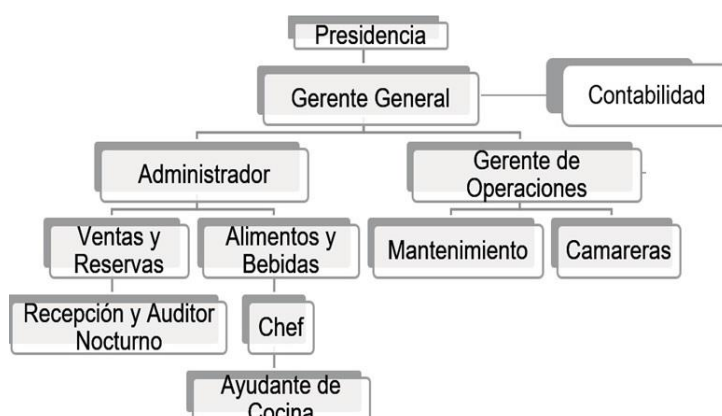 Presidencia
Gerente General
Contabilidad
Administrador
Gerente de
Operaciones
Ventas y
Reservas
Alimentos y
Bebidas
Mantenimiento
Camareras
Recepción y Auditor
Nocturno
Chef
Ayudante de
Cocina